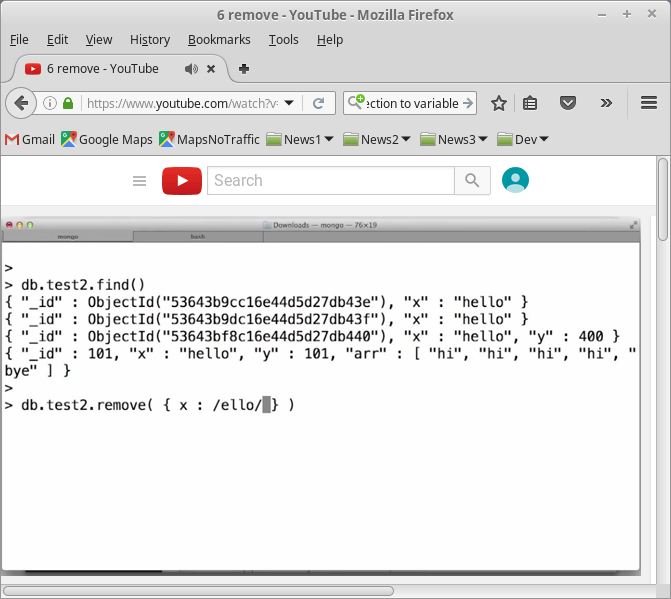 6 remove - YouTube - Mozilla Firefox
File Edit View History Bookmarks Tools Help
6 remove - YouTube
https://www.youtube.com/watch?v= ection to variable
Gmail Google Maps MapsNoTraffic News1 News2 News3 Dev
Search
Downloads — mongo — 76×19
mongo bash
>
> db.test2.find()
{ "_id" : ObjectId("53643b9cc16e44d5d27db43e"), "x" : "hello" }
{ "_id" : ObjectId("53643b9dc16e44d5d27db43f"), "x" : "hello" }
{ "_id" : ObjectId("53643bf8c16e44d5d27db440"), "x" : "hello", "y" : 400 }
{ "_id" : 101, "x" : "hello", "y" : 101, "arr" : [ "hi", "hi", "hi", "hi", "
bye" ] }
>
> db.test2.remove( { x : /ello/ } )